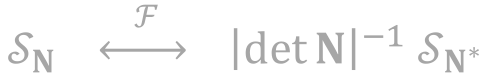 𝒮_𝐍 ⟷^ℱ |det 𝐍|⁻¹ 𝒮_𝐍*